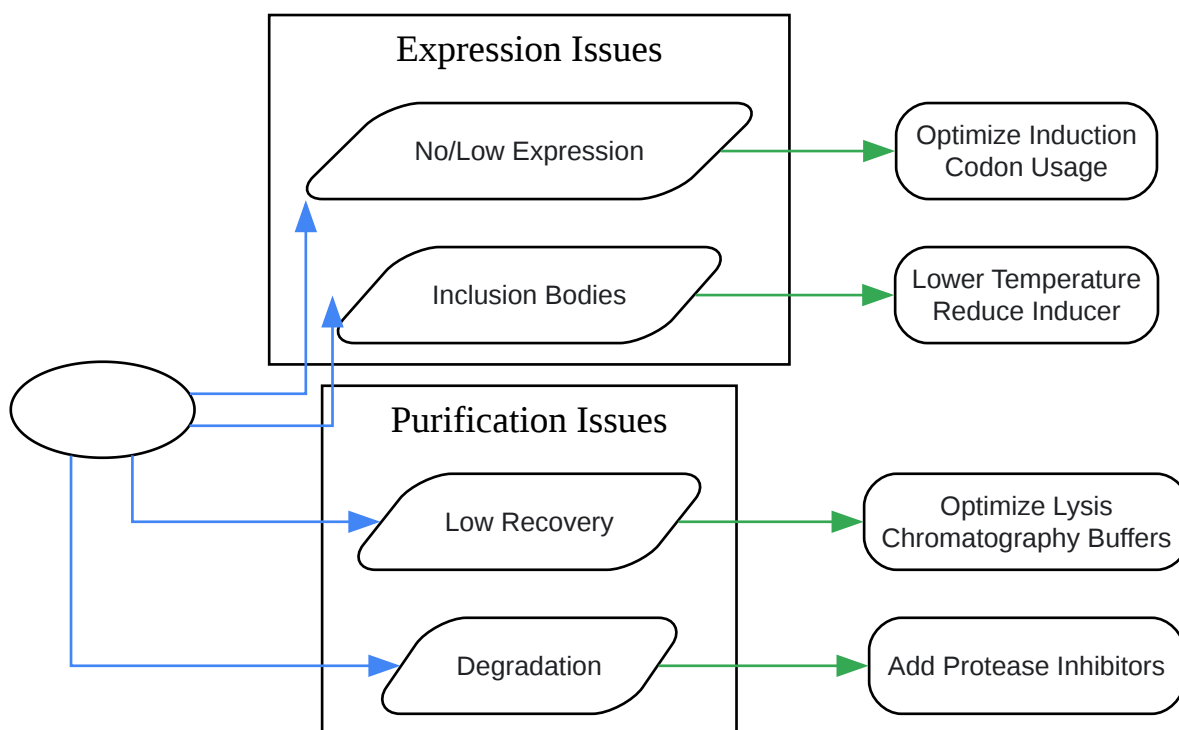 Expression Issues
No/Low Expression
Optimize Induction
Codon Usage
Inclusion Bodies
Lower Temperature
Reduce Inducer
Purification Issues
Low Recovery
Optimize Lysis
Chromatography Buffers
Degradation
Add Protease Inhibitors